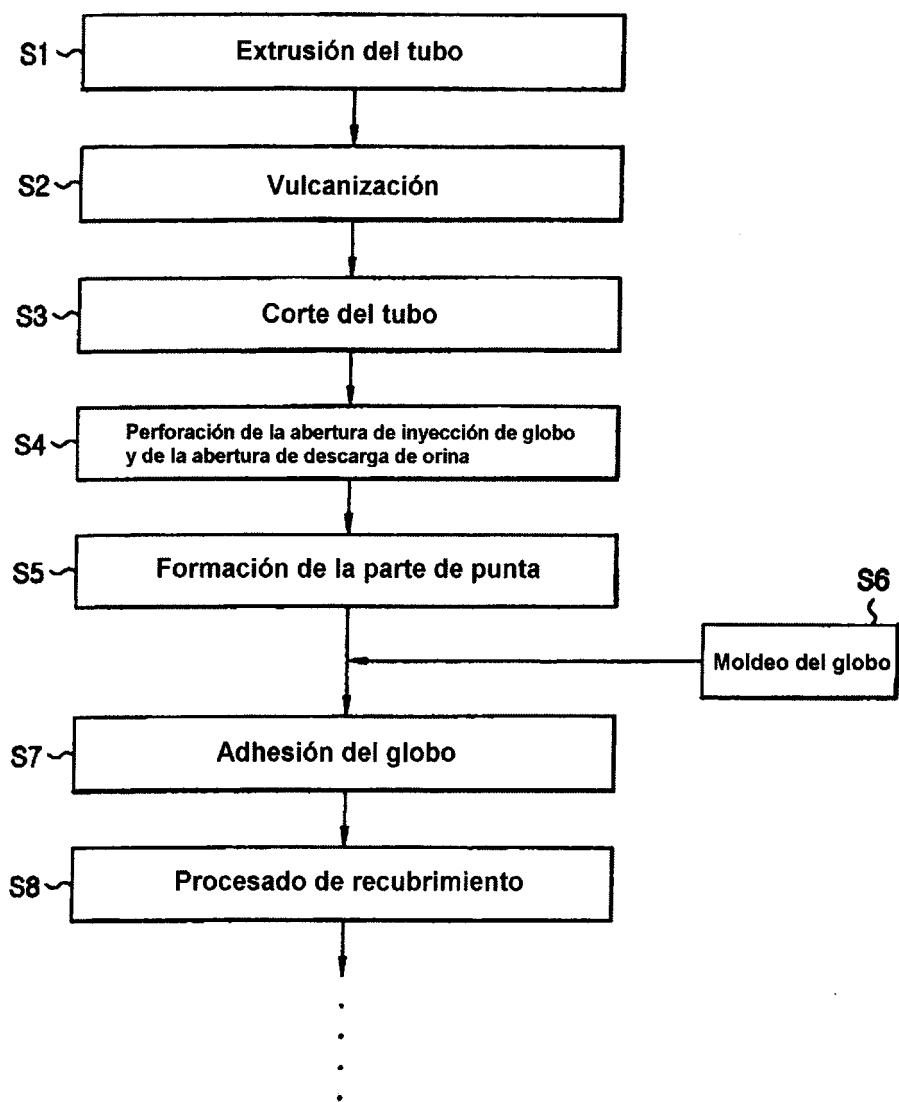 S1
Extrusión del tubo
S2
Vulcanización
S3
Corte del tubo
S4
Perforación de la abertura de inyección de globo
y de la abertura de descarga de orina
S5
Formación de la parte de punta
S6
Moldeo del globo
S7
Adhesión del globo
S8
Procesado de recubrimiento